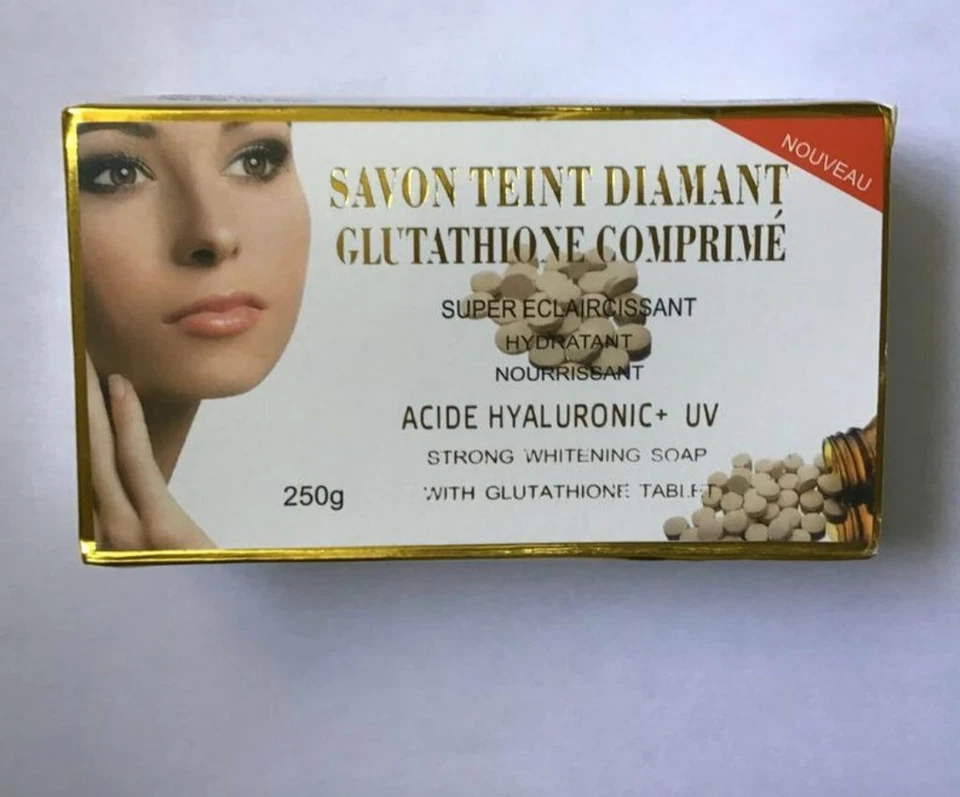 NOUVEAU
SAVON TEINT DIAMANT
GLUTATHIONE COMPRIMÉ
SUPER ECLAIRCISSANT
HYDRATANT
NOURRISSANT
ACIDE HYALURONIC+ UV
STRONG WHITENING SOAP
250g
WITH GLUTATHIONE TABLET